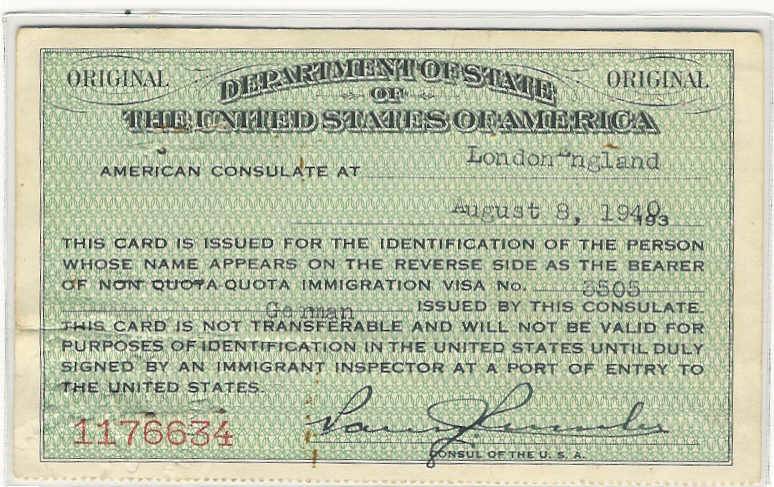 ORIGINAL DEPARTMENT OF STATE ORIGINAL
OF
THE UNITED STATES OF AMERICA
AMERICAN CONSULATE AT London England
August 8, 1940 193
THIS CARD IS ISSUED FOR THE IDENTIFICATION OF THE PERSON
WHOSE NAME APPEARS ON THE REVERSE SIDE AS THE BEARER
OF NON QUOTA-QUOTA IMMIGRATION VISA No. 3505
German ISSUED BY THIS CONSULATE
THIS CARD IS NOT TRANSFERABLE AND WILL NOT BE VALID FOR
PURPOSES OF IDENTIFICATION IN THE UNITED STATES UNTIL DULY
SIGNED BY AN IMMIGRANT INSPECTOR AT A PORT OF ENTRY TO
THE UNITED STATES.
1176634
CONSUL OF THE U. S. A.